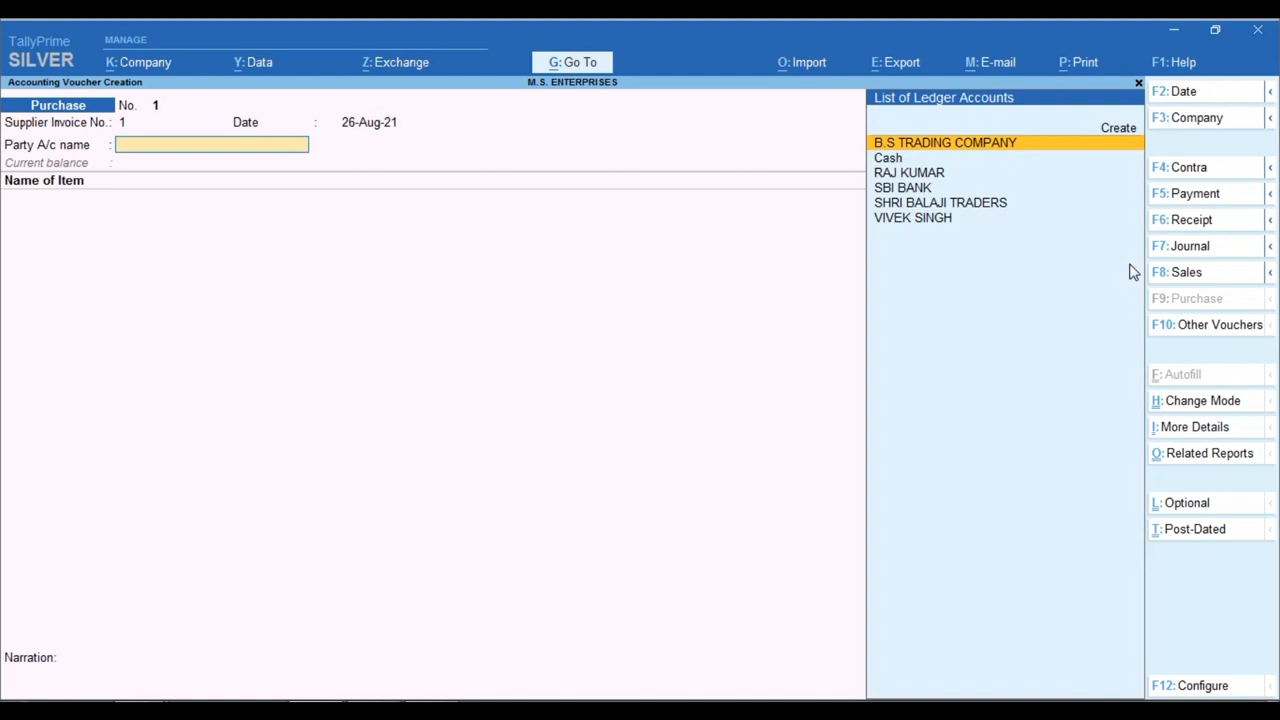 TallyPrime
SILVER
MANAGE
K: Company
Y: Data
Z: Exchange
G: Go To
O: Import
E: Export
M: E-mail
P: Print
F1: Help
Accounting Voucher Creation
M.S. ENTERPRISES
Purchase No. 1
Supplier Invoice No.: 1 Date : 26-Aug-21
Party A/c name :
Current balance :
Name of Item
Narration:
List of Ledger Accounts
Create
B.S TRADING COMPANY
Cash
RAJ KUMAR
SBI BANK
SHRI BALAJI TRADERS
VIVEK SINGH
F2: Date
F3: Company
F4: Contra
F5: Payment
F6: Receipt
F7: Journal
F8: Sales
F9: Purchase
F10: Other Vouchers
F: Autofill
H: Change Mode
I: More Details
O: Related Reports
L: Optional
T: Post-Dated
F12: Configure